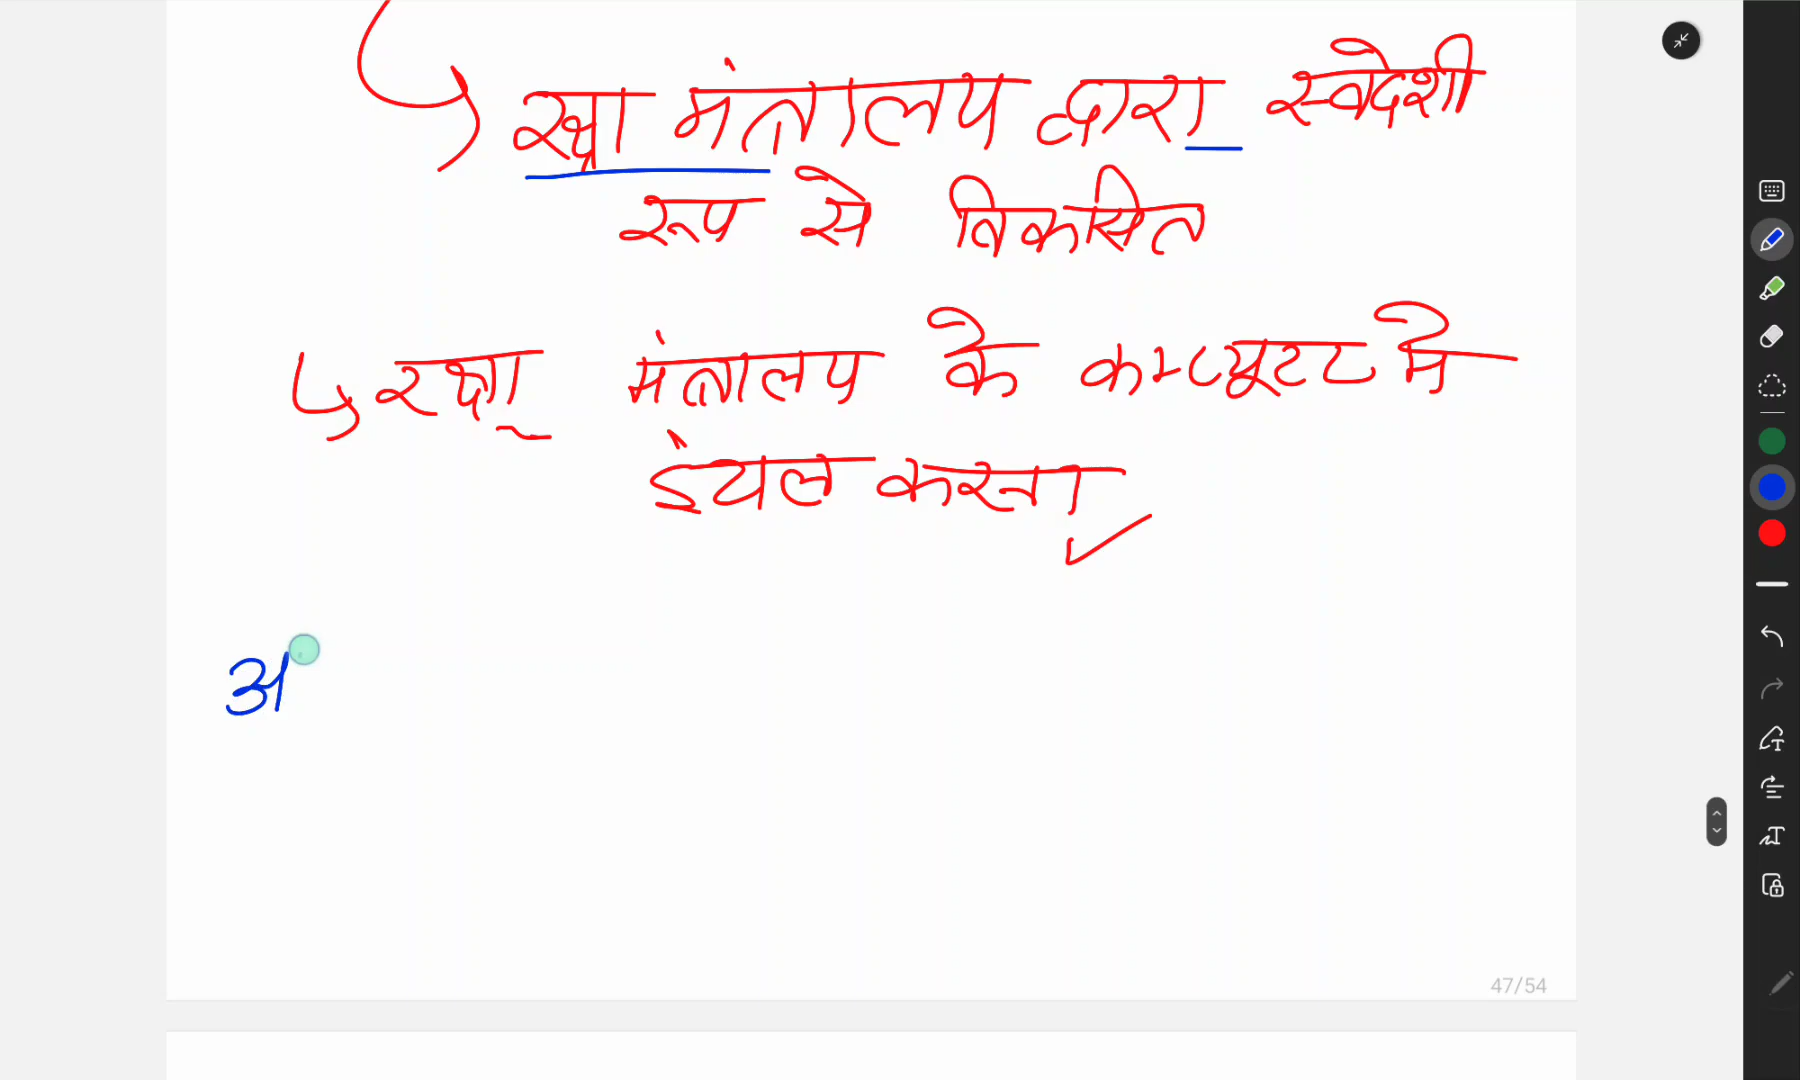 रक्षा मंत्रालय द्वारा स्वदेशी
रूप से विकसित
रक्षा मंत्रालय के कम्प्यूटर में
इंस्टॉल करना
अ
47/54